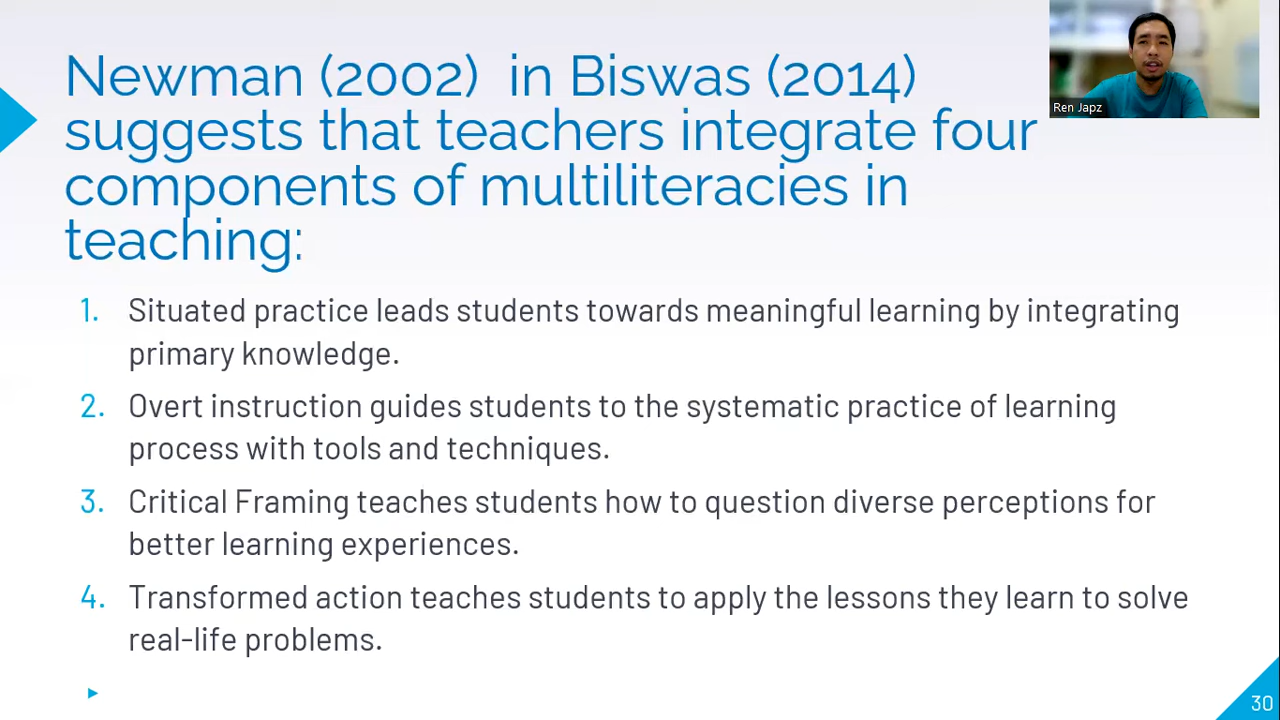 Newman (2002)  in Biswas (2014)
suggests that teachers integrate four
components of multiliteracies in
teaching:
Ren Japz
1. Situated practice leads students towards meaningful learning by integrating
primary knowledge.
2. Overt instruction guides students to the systematic practice of learning
process with tools and techniques.
3. Critical Framing teaches students how to question diverse perceptions for
better learning experiences.
4. Transformed action teaches students to apply the lessons they learn to solve
real-life problems.
30